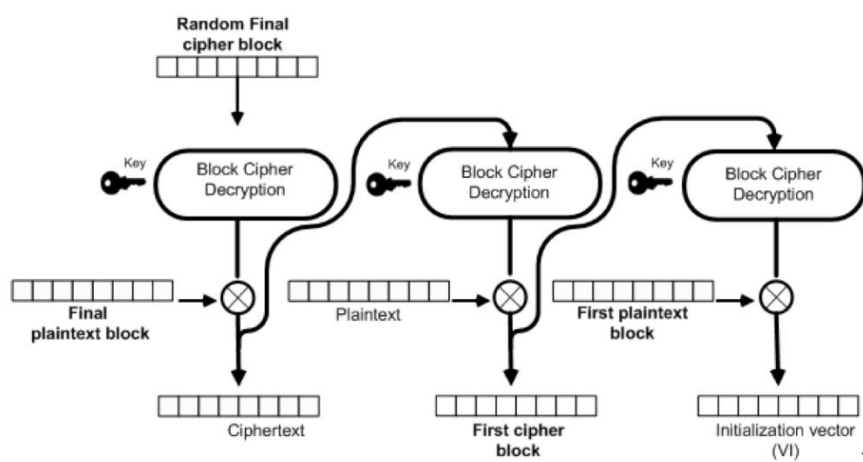 Random Final
cipher block
Key
Block Cipher
Decryption
Key
Block Cipher
Decryption
Key
Block Cipher
Decryption
Final
plaintext block
Plaintext
First plaintext
block
Ciphertext
First cipher
block
Initialization vector
(VI)